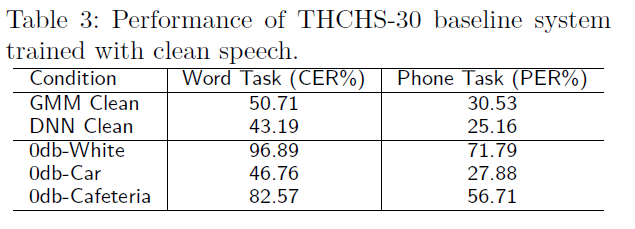 Table 3: Performance of THCHS-30 baseline system
trained with clean speech.
Condition Word Task (CER%) Phone Task (PER%)
GMM Clean 50.71 30.53
DNN Clean 43.19 25.16
0db-White 96.89 71.79
0db-Car 46.76 27.88
0db-Cafeteria 82.57 56.71